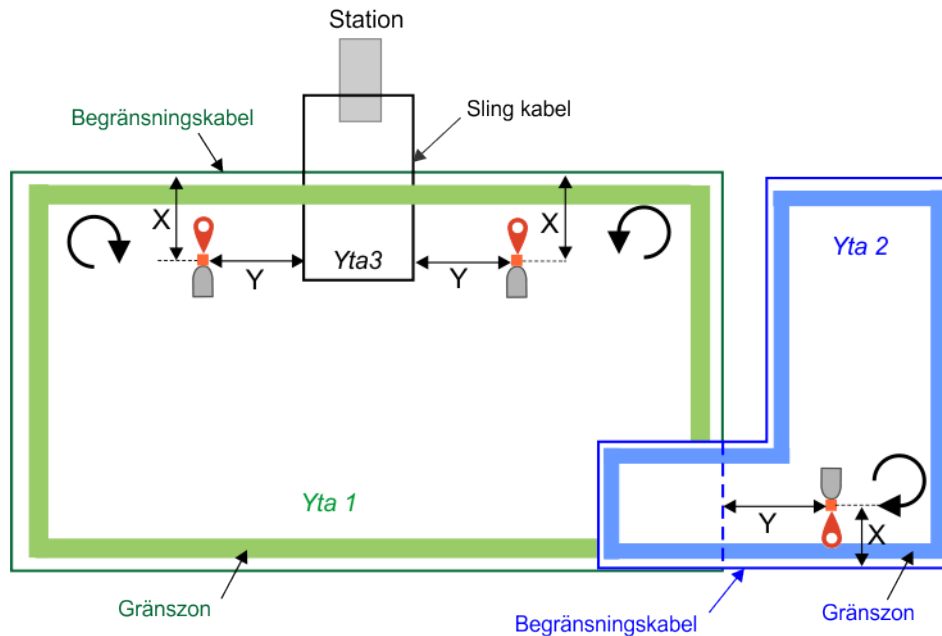 Station
Begränsningskabel
Sling kabel
X
X
Yta 2
Yta3
Y
Y
Yta 1
Y
X
Gränszon
Begränsningskabel
Gränszon